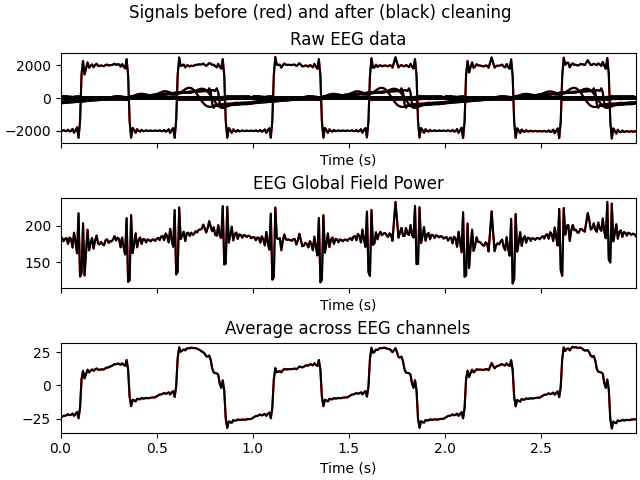 Signals before (red) and after (black) cleaning
Raw EEG data
2000
0
−2000
Time (s)
EEG Global Field Power
200
150
Time (s)
Average across EEG channels
25
0
−25
0.0 0.5 1.0 1.5 2.0 2.5
Time (s)